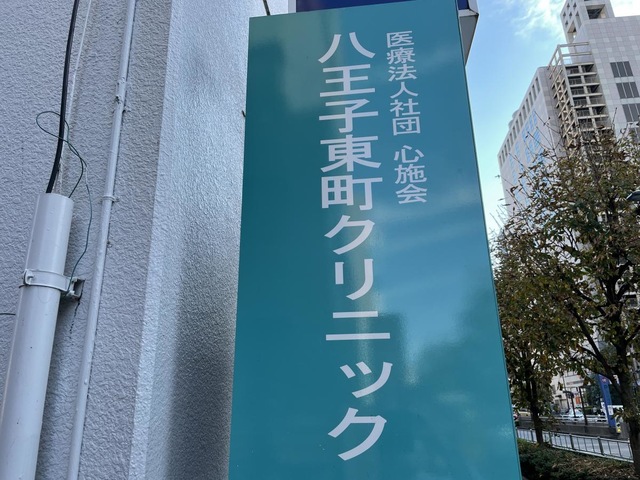 医療法人社団 心施会
八王子東町クリニック